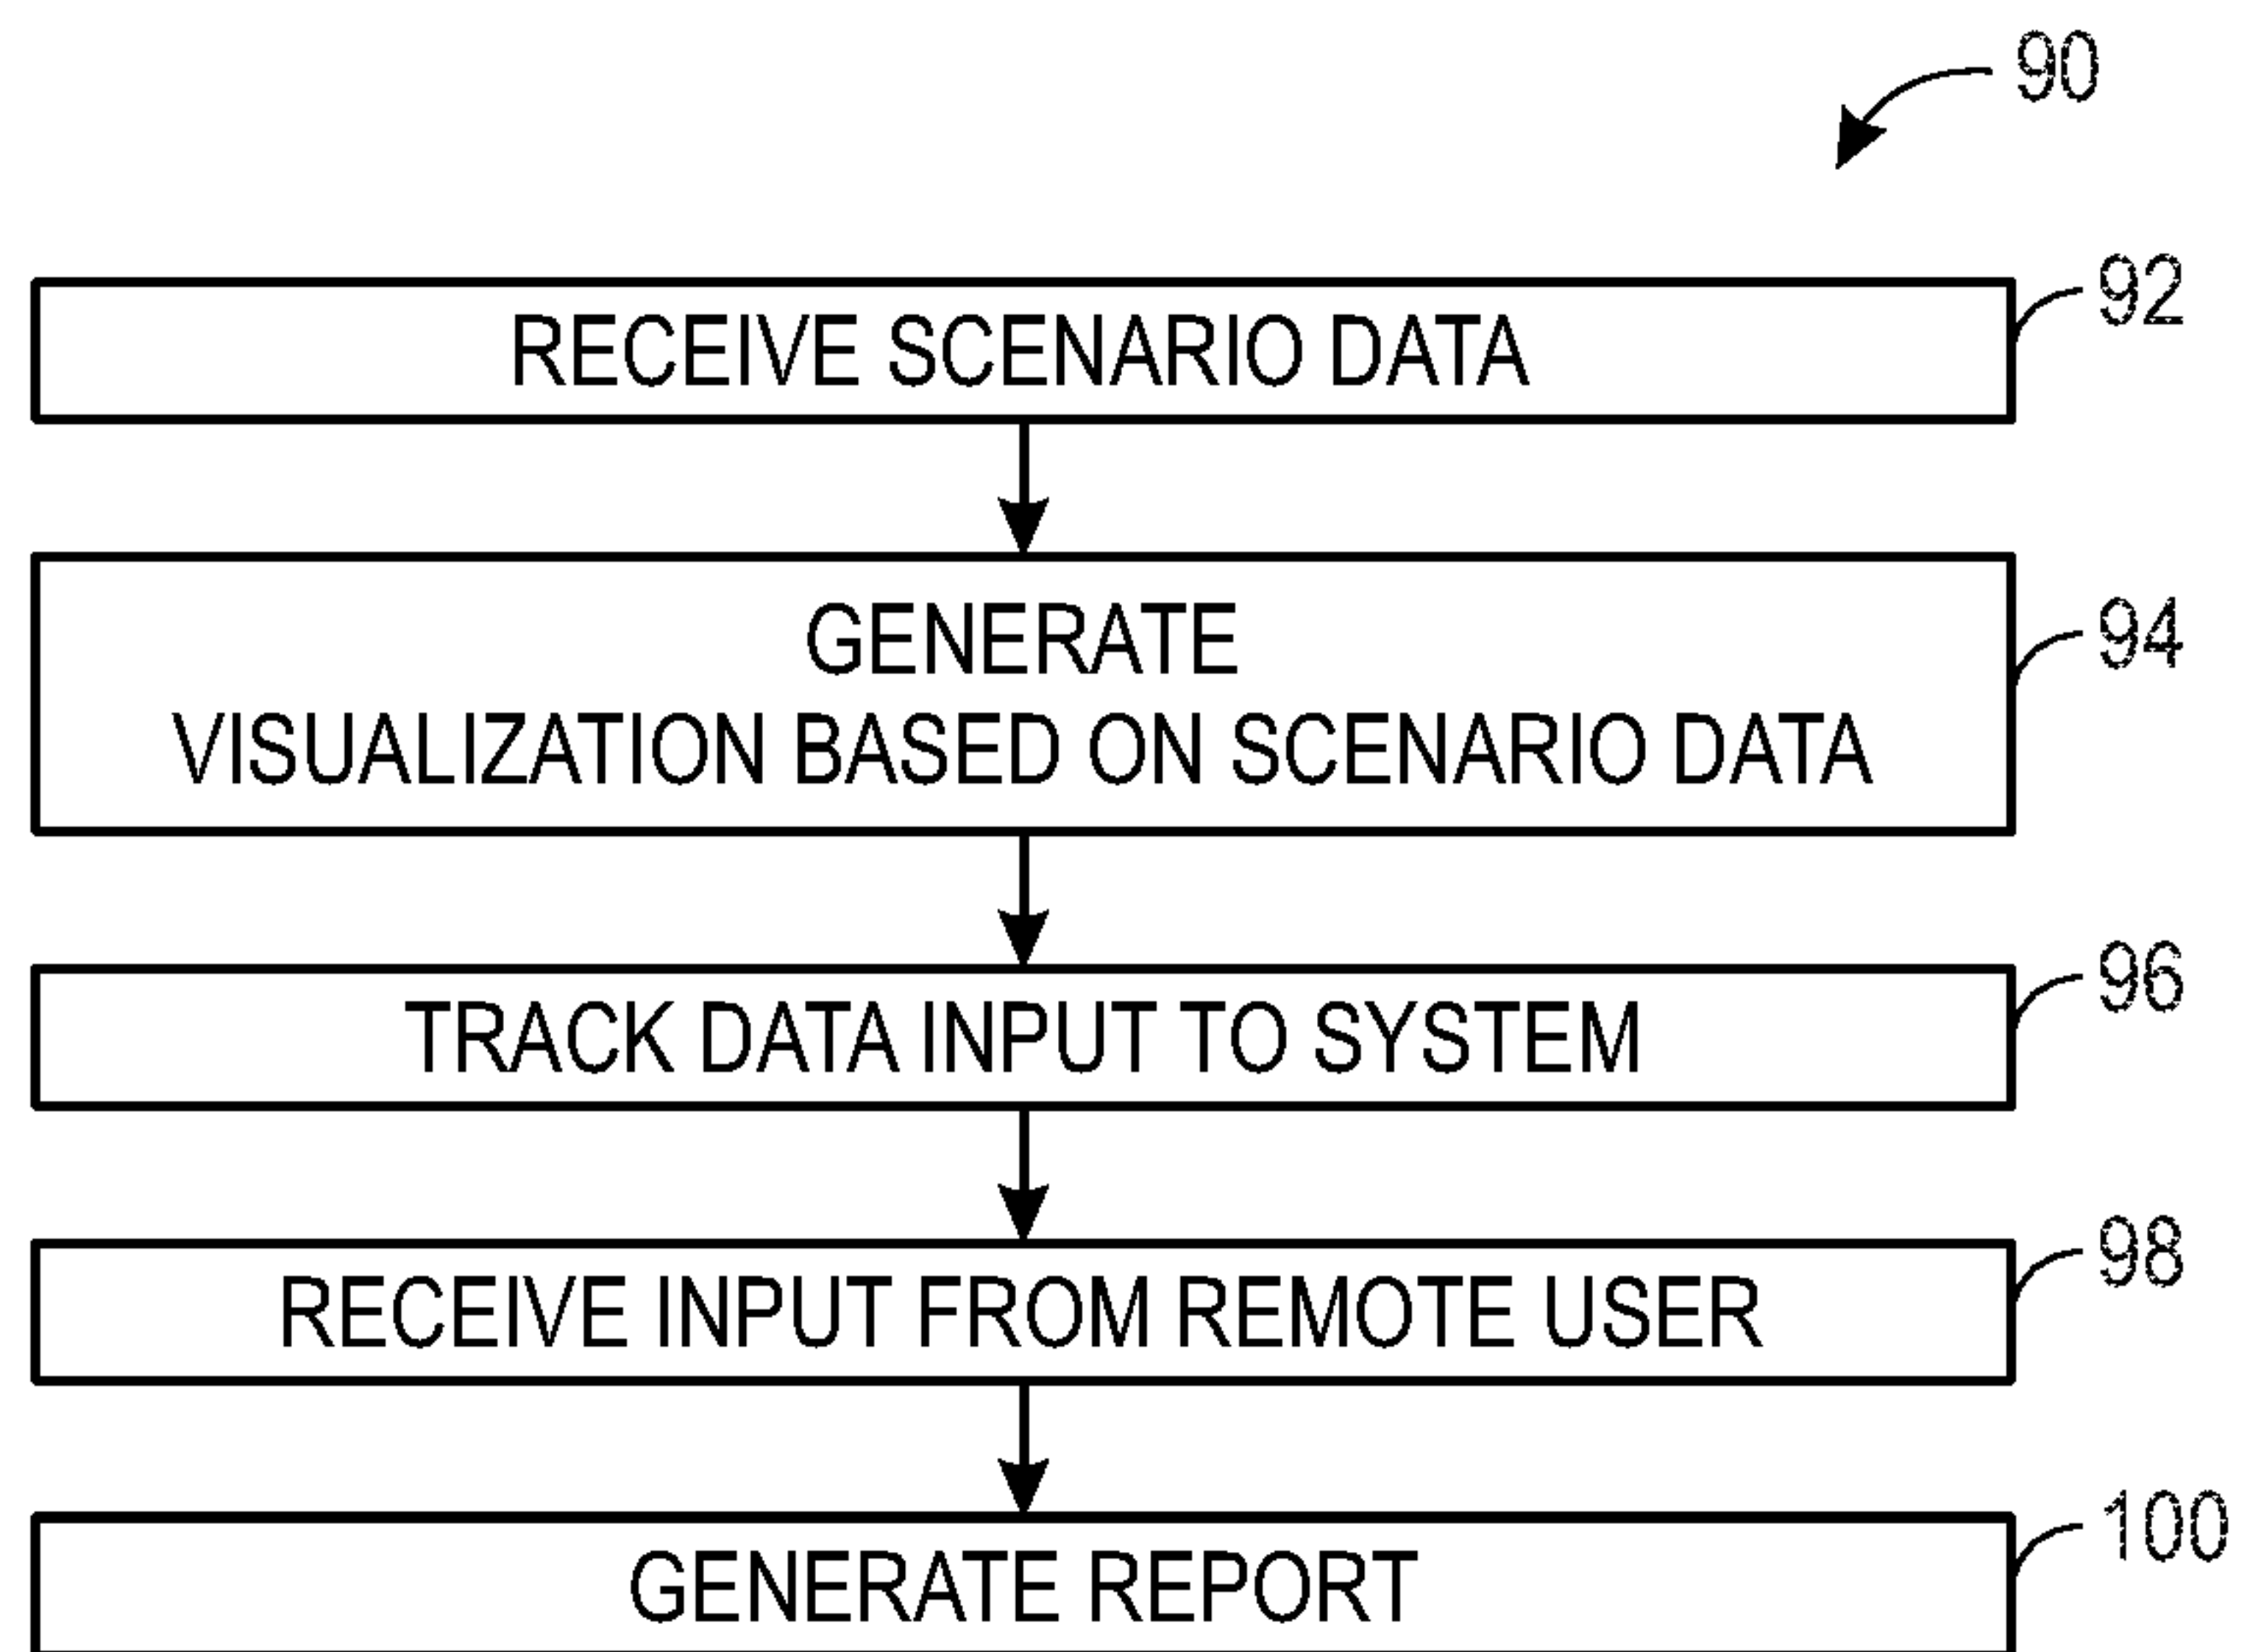 90
RECEIVE SCENARIO DATA
92
GENERATE
VISUALIZATION BASED ON SCENARIO DATA
94
TRACK DATA INPUT TO SYSTEM
96
RECEIVE INPUT FROM REMOTE USER
98
GENERATE REPORT
100